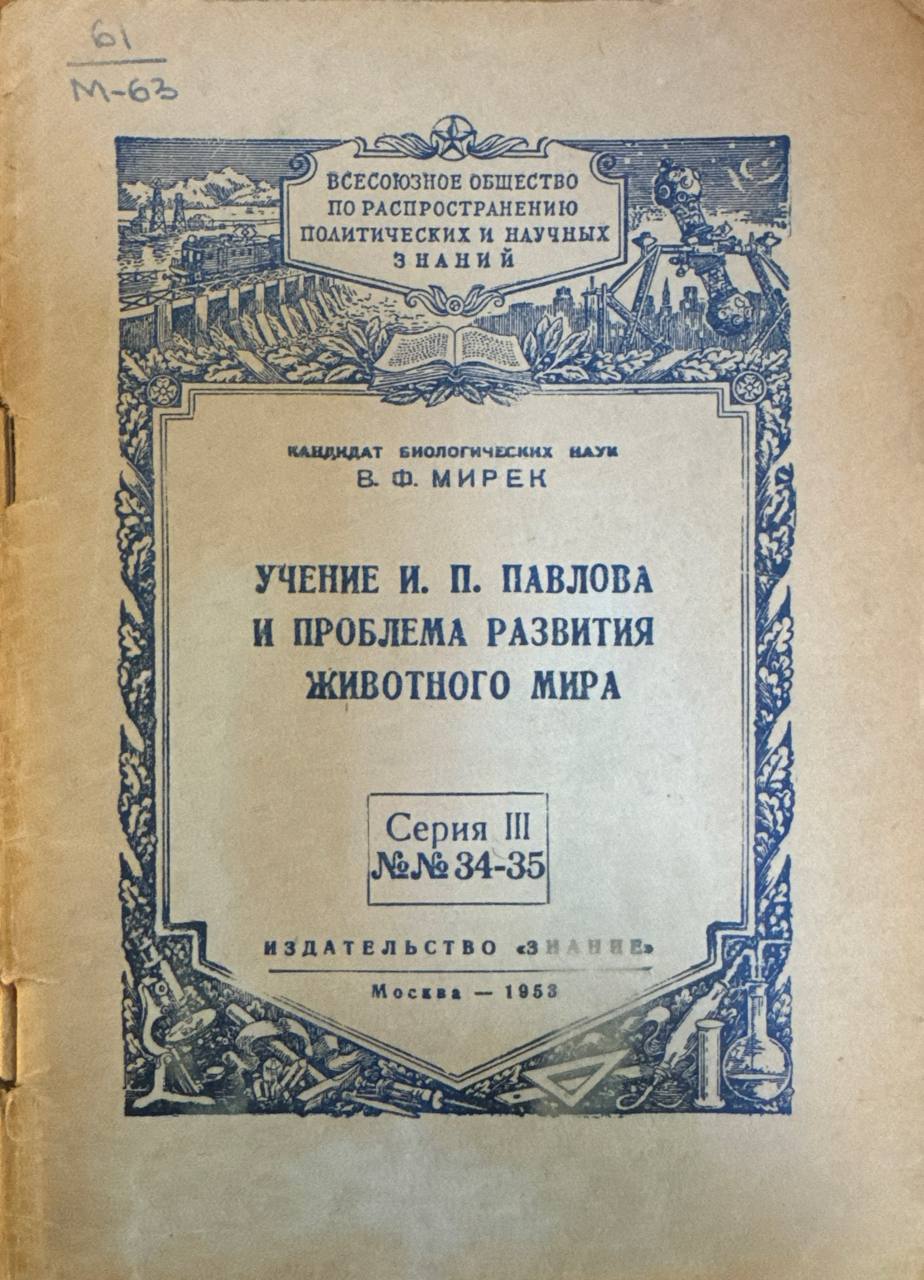 61
М-63
ВСЕСОЮЗНОЕ ОБЩЕСТВО
ПО РАСПРОСТРАНЕНИЮ
ПОЛИТИЧЕСКИХ И НАУЧНЫХ
ЗНАНИЙ
КАНДИДАТ БИОЛОГИЧЕСКИХ НАУК
В. Ф. МИРЕК
УЧЕНИЕ И. П. ПАВЛОВА
И ПРОБЛЕМА РАЗВИТИЯ
ЖИВОТНОГО МИРА
Серия III
№№ 34-35
ИЗДАТЕЛЬСТВО «ЗНАНИЕ»
Москва — 1953